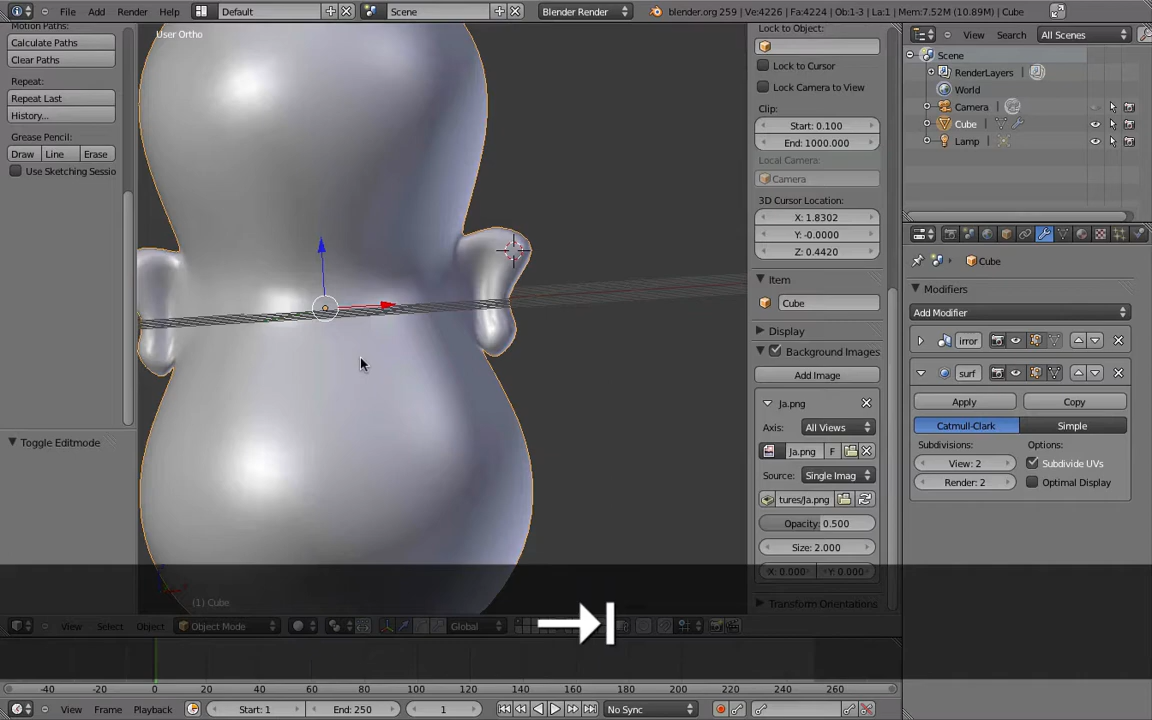 File Add Render Help Default Scene Blender Render blender.org 259 | Ve:4226 | Fa:4224 | Ob:1-3 | La:1 | Mem:7.52M (10.89M) | Cube
Motion Paths
Calculate Paths
Clear Paths
Repeat:
Repeat Last
History...
Grease Pencil:
Draw Line Erase
Use Sketching Sessio
Toggle Editmode
User Ortho
(1) Cube
Lock to Object:
Lock to Cursor
Lock Camera to View
Clip:
Start: 0.100
End: 1000.000
Local Camera:
Camera
3D Cursor Location:
X: 1.8302
Y: -0.0000
Z: 0.4420
Item
Cube
Display
Background Images
Add Image
Ja.png
Axis: All Views
Ja.png F
Source: Single Imag
tures/Ja.png
Opacity: 0.500
Size: 2.000
X: 0.000 Y: 0.000
Transform Orientations
View Search All Scenes
Scene
RenderLayers
World
Camera
Cube
Lamp
Cube
Modifiers
Add Modifier
irror
surf
Apply Copy
Catmull-Clark Simple
Subdivisions: Options:
View: 2 Subdivide UVs
Render: 2 Optimal Display
View Select Object Object Mode Global
-40 -20 0 20 40 60 80 100 120 140 160 180 200 220 240 260
View Frame Playback Start: 1 End: 250 1 No Sync